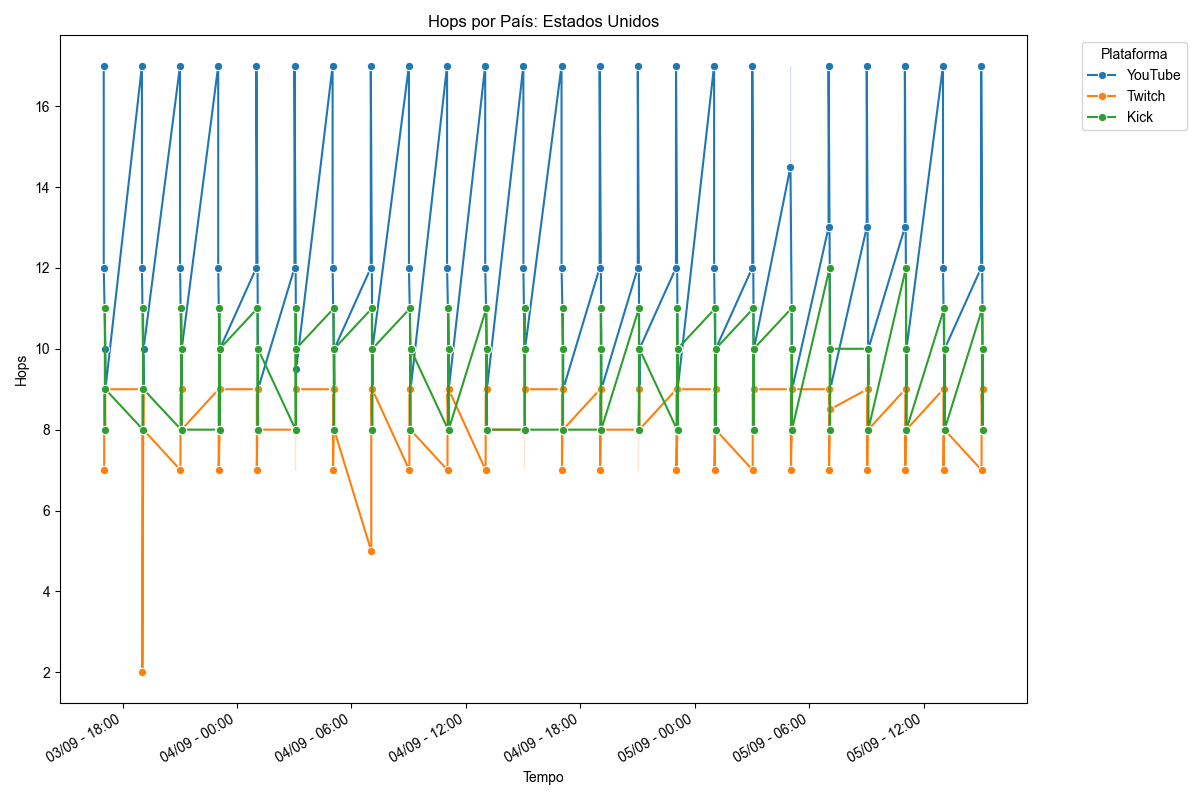 Hops por País: Estados Unidos
Plataforma
YouTube
Twitch
Kick
Hops
16
14
12
10
8
6
4
2
03/09 - 18:00
04/09 - 00:00
04/09 - 06:00
04/09 - 12:00
04/09 - 18:00
05/09 - 00:00
05/09 - 06:00
05/09 - 12:00
Tempo